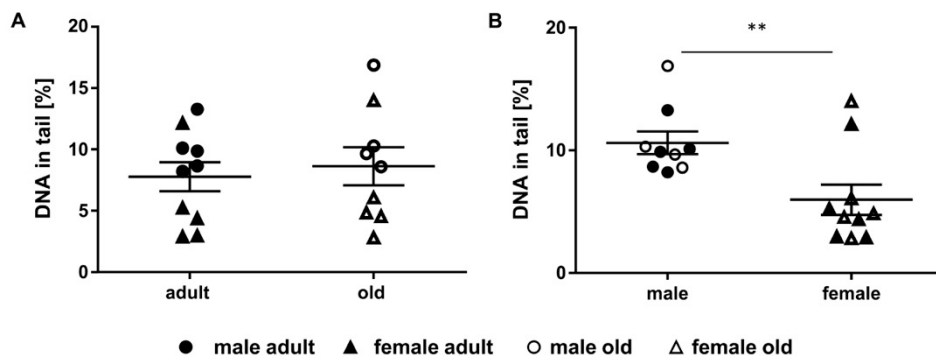 A
DNA in tail [%]
20
15
10
5
0
adult
old
B
**
DNA in tail [%]
20
10
0
male
female
male adult female adult male old female old